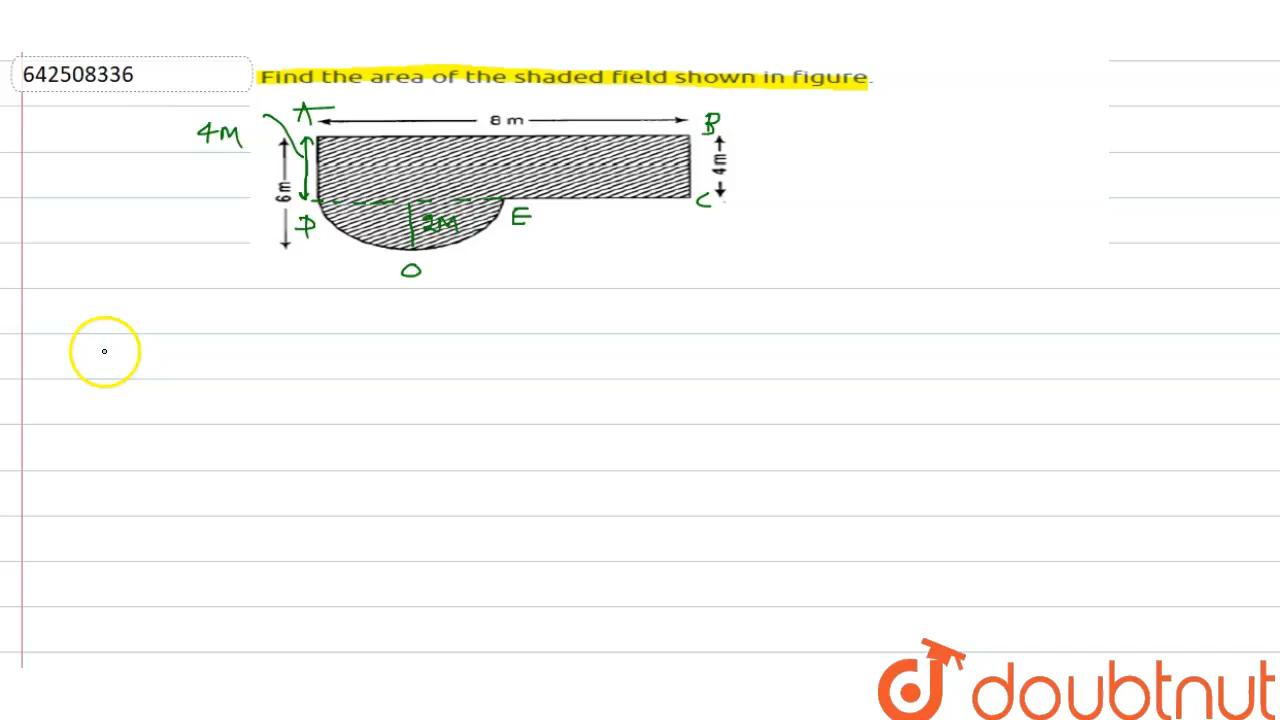 642508336
Find the area of the shaded field shown in figure.
A
8 m
B
4M
6 m
4 m
D
2M
E
C
O
doubtnut